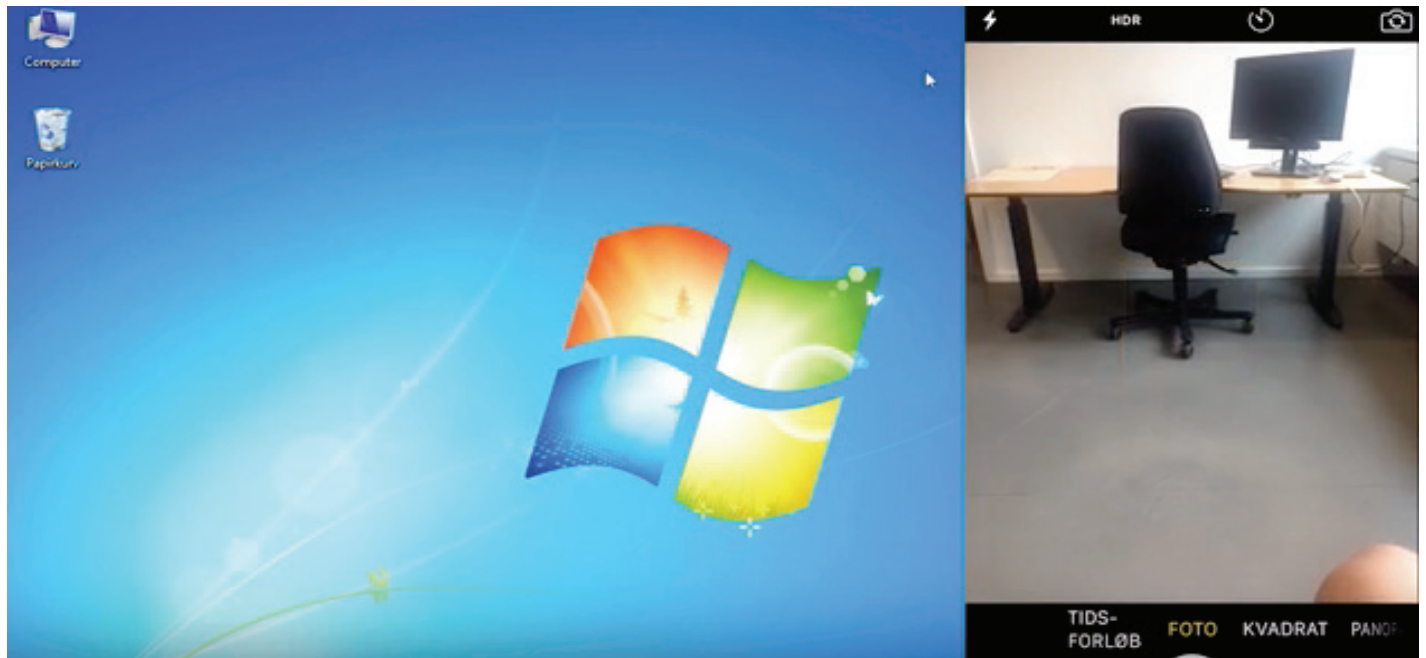 Computer
Papirkurv
HDR
TIDS-
FORLØB
FOTO
KVADRAT